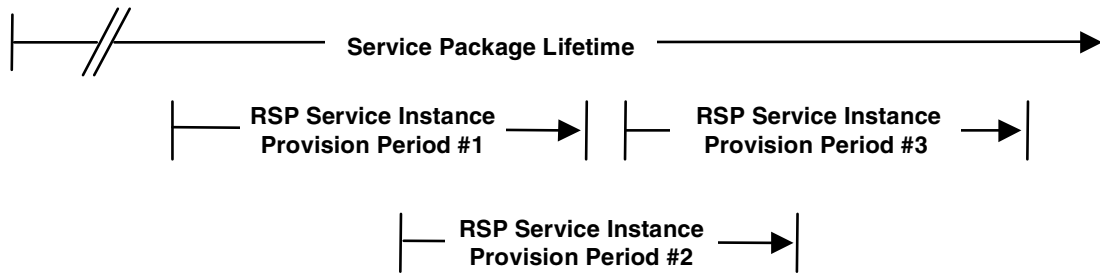 Service Package Lifetime
RSP Service Instance
Provision Period #1
RSP Service Instance
Provision Period #3
RSP Service Instance
Provision Period #2